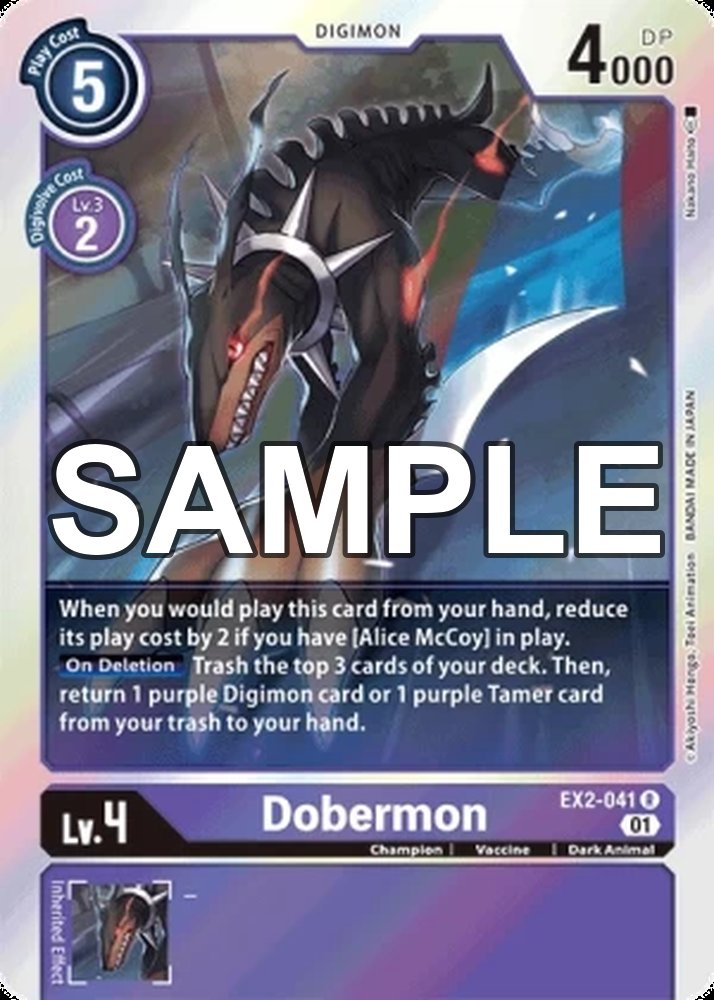 DIGIMON
Play Cost
5
DP
4000
Digivolve Cost
Lv.3
2
Nakano Haito
SAMPLE
When you would play this card from your hand, reduce
its play cost by 2 if you have [Alice McCoy] in play.
On Deletion Trash the top 3 cards of your deck. Then,
return 1 purple Digimon card or 1 purple Tamer card
from your trash to your hand.
©Akiyoshi Hongo, Toei Animation BANDAI MADE IN JAPAN
Lv.4
Dobermon
EX2-041 R
01
Champion | Vaccine | Dark Animal
Inherited Effect
–